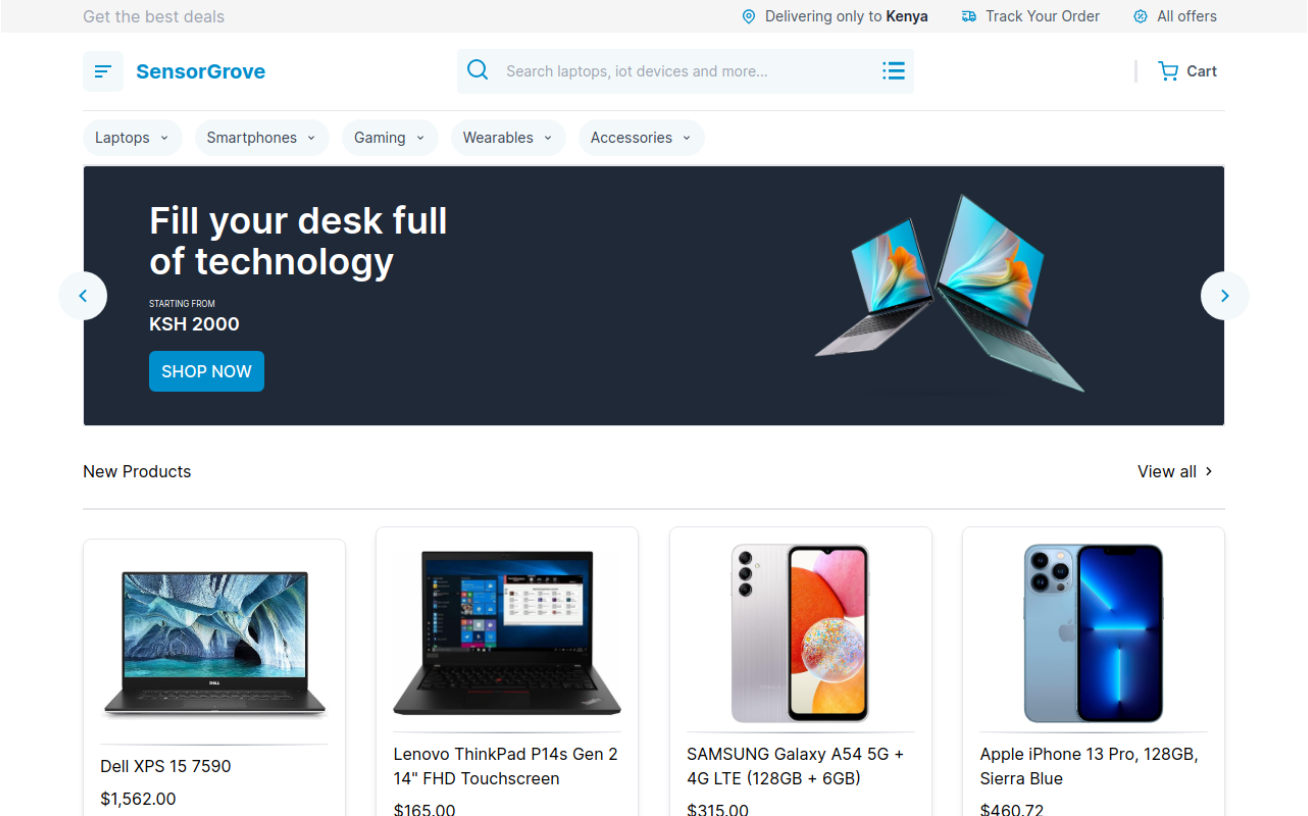 Get the best deals
Delivering only to Kenya
Track Your Order
All offers
SensorGrove
Search laptops, iot devices and more...
Cart
Laptops
Smartphones
Gaming
Wearables
Accessories
Fill your desk full
of technology
STARTING FROM
KSH 2000
SHOP NOW
New Products
View all
DELL
Dell XPS 15 7590
$1,562.00
Lenovo ThinkPad P14s Gen 2
14" FHD Touchscreen
$165.00
SAMSUNG Galaxy A54 5G +
4G LTE (128GB + 6GB)
$315.00
Apple iPhone 13 Pro, 128GB,
Sierra Blue
$460.72